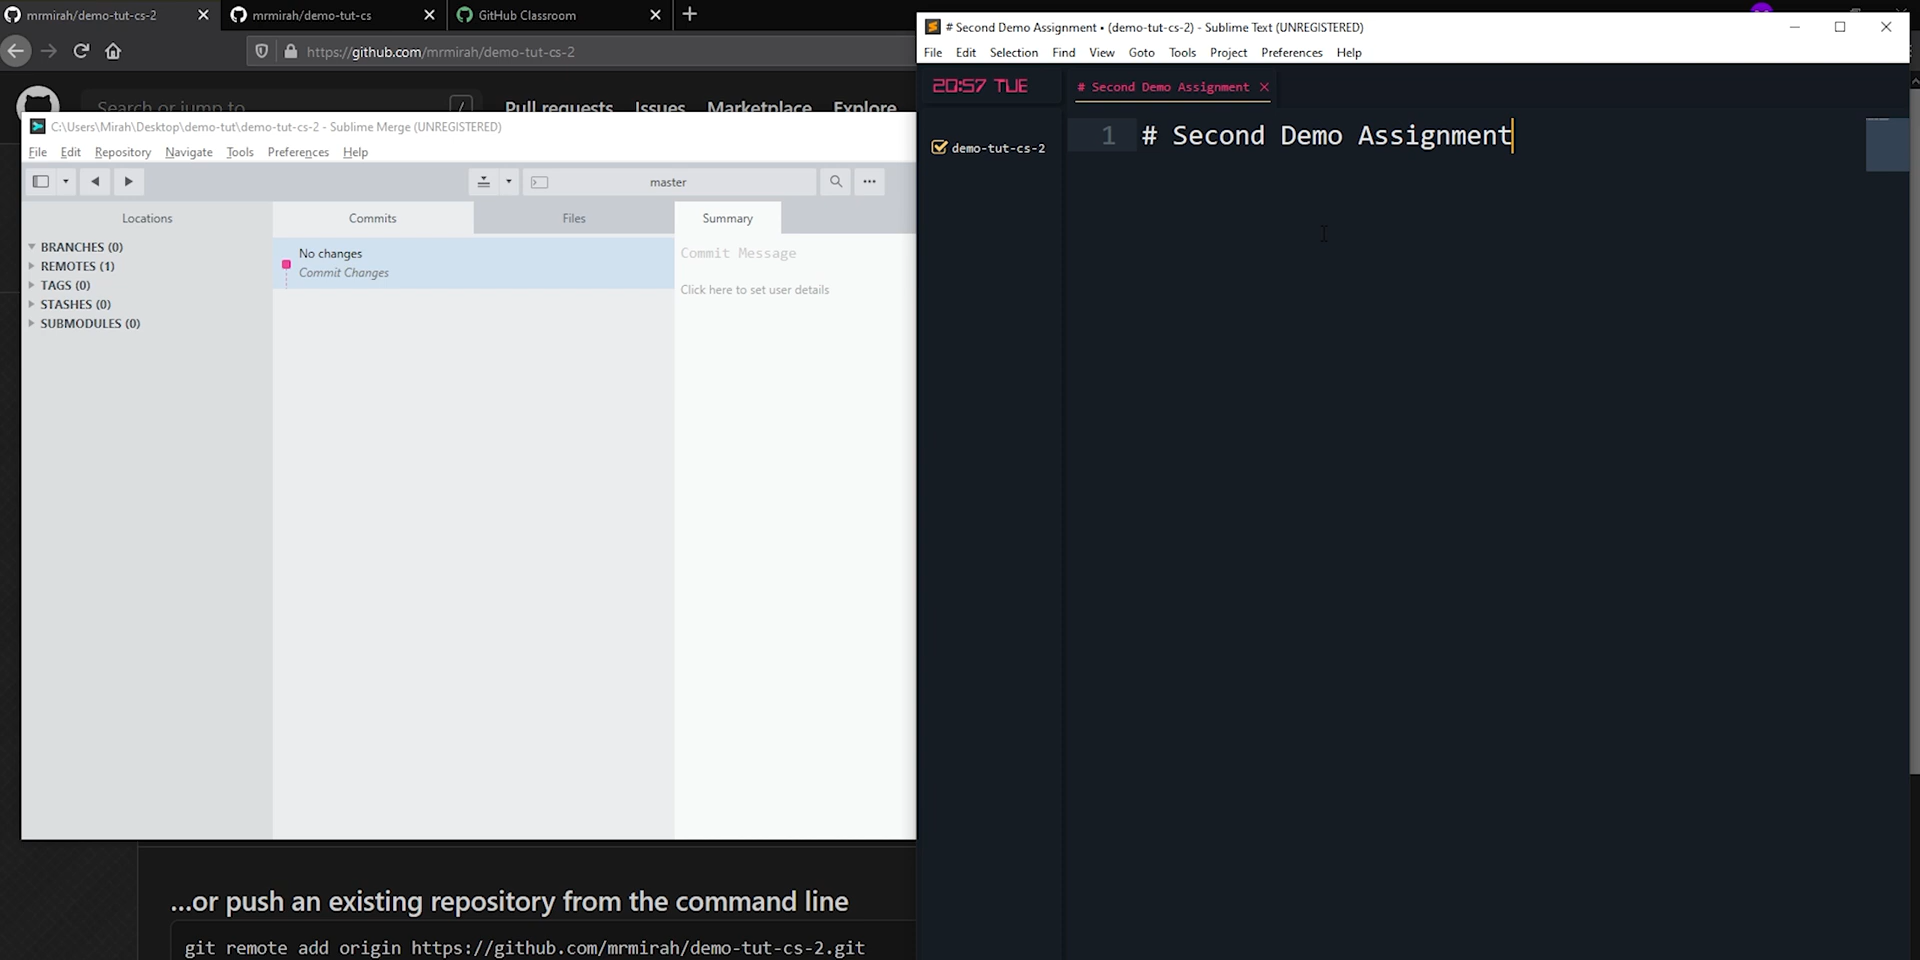 mrmirah/demo-tut-cs-2
mrmirah/demo-tut-cs
GitHub Classroom
https://github.com/mrmirah/demo-tut-cs-2
Search or jump to
/
Pull requests Issues Marketplace Explore
C:\Users\Mirah\Desktop\demo-tut\demo-tut-cs-2 - Sublime Merge (UNREGISTERED)
File Edit Repository Navigate Tools Preferences Help
master
Locations
Commits
Files
Summary
BRANCHES (0)
REMOTES (1)
TAGS (0)
STASHES (0)
SUBMODULES (0)
No changes
Commit Changes
Commit Message
Click here to set user details
...or push an existing repository from the command line
git remote add origin https://github.com/mrmirah/demo-tut-cs-2.git
# Second Demo Assignment • (demo-tut-cs-2) - Sublime Text (UNREGISTERED)
File Edit Selection Find View Goto Tools Project Preferences Help
20:57 TUE
# Second Demo Assignment
demo-tut-cs-2
1 # Second Demo Assignment